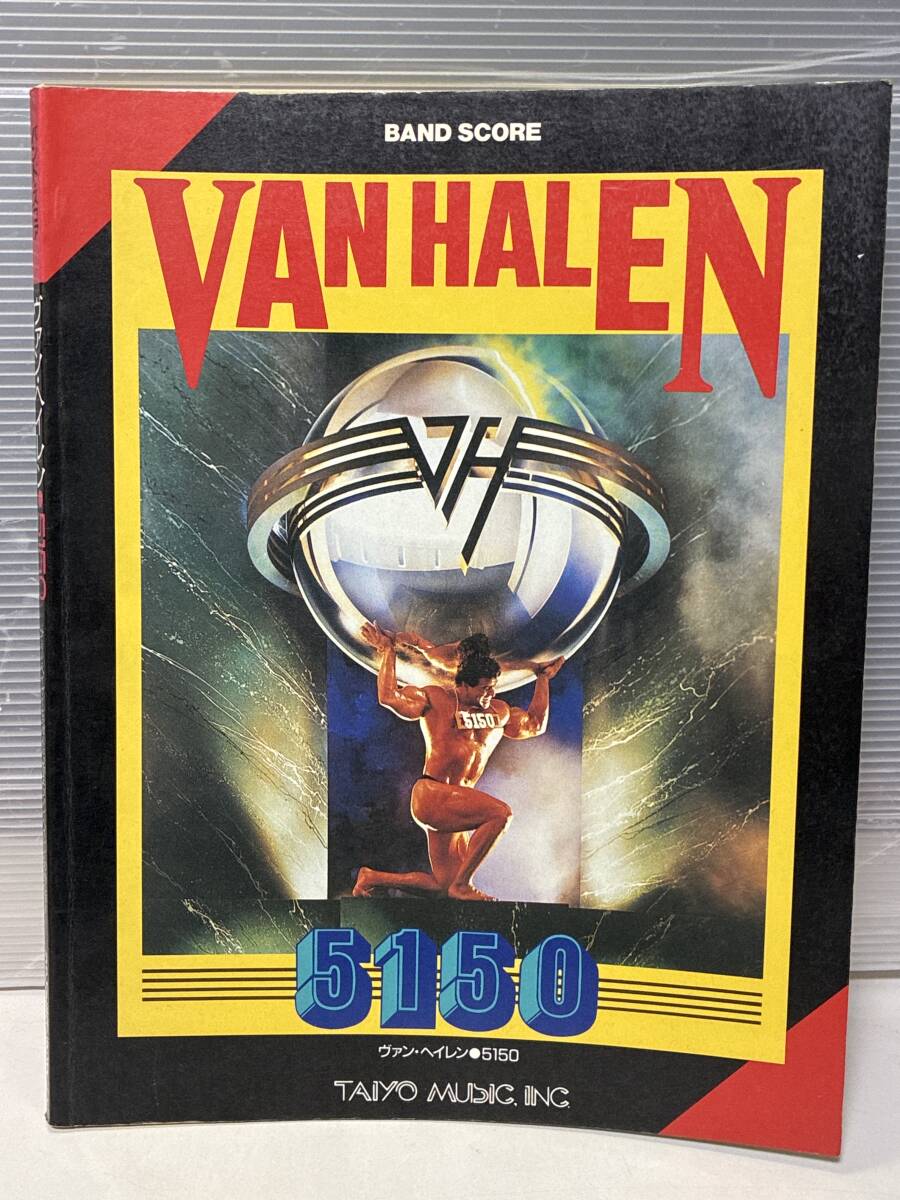 BAND SCORE
VAN HALEN
VH
5150
5150
ヴァン・ヘイレン●5150
TAIYO MUSIC, INC.